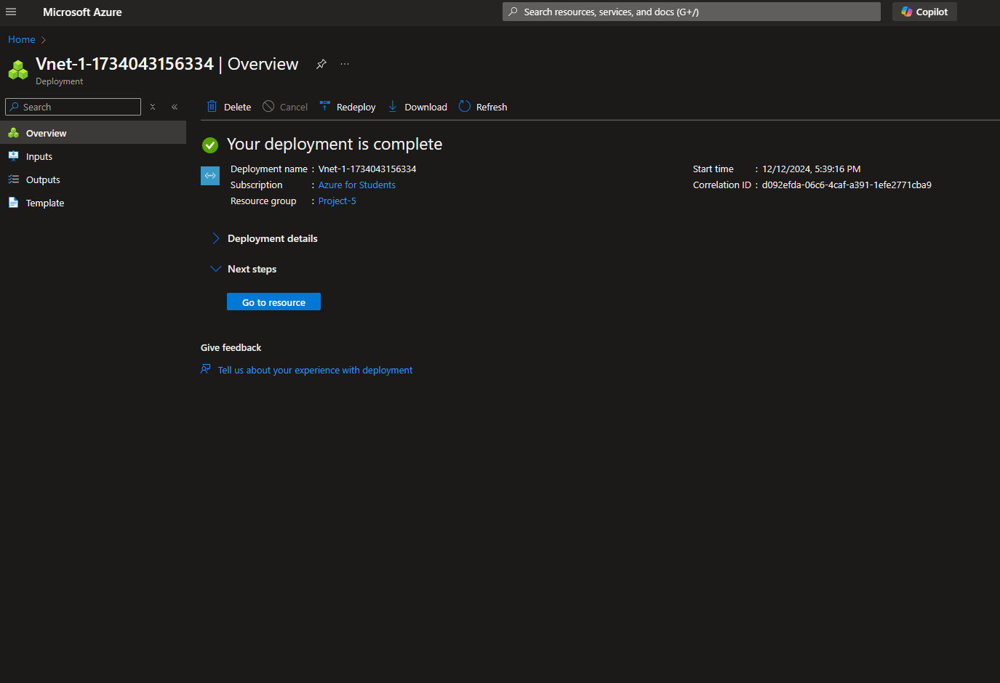 Microsoft Azure
Search resources, services, and docs (G+/)
Copilot
Home
Vnet-1-1734043156334 | Overview
Deployment
Search
Delete
Cancel
Redeploy
Download
Refresh
Overview
Inputs
Outputs
Template
Your deployment is complete
Deployment name : Vnet-1-1734043156334
Subscription : Azure for Students
Resource group : Project-5
Start time : 12/12/2024, 5:39:16 PM
Correlation ID : d092efda-06c6-4caf-a391-1efe2771cba9
Deployment details
Next steps
Go to resource
Give feedback
Tell us about your experience with deployment